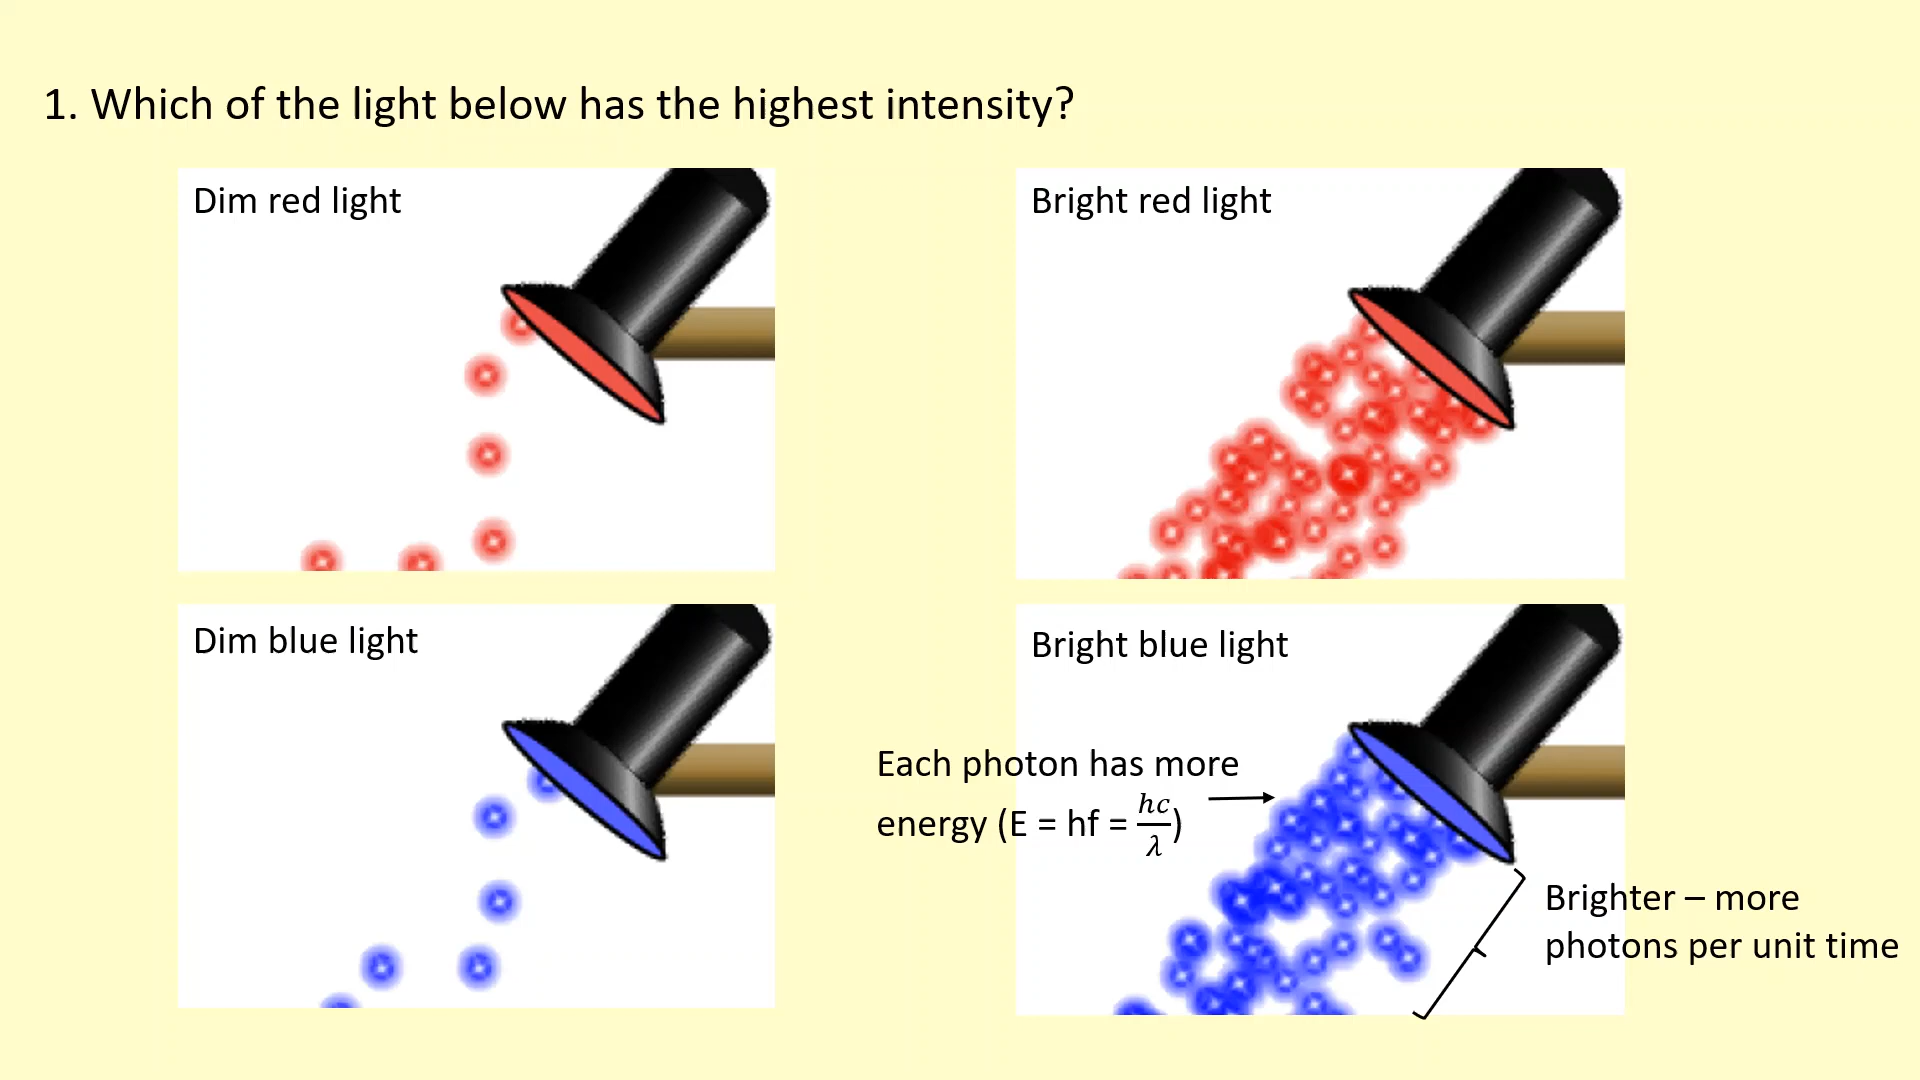 1. Which of the light below has the highest intensity?
Dim red light
Bright red light
Dim blue light
Bright blue light
Each photon has more
energy (E = hf = \frac{hc}{λ})
Brighter – more
photons per unit time